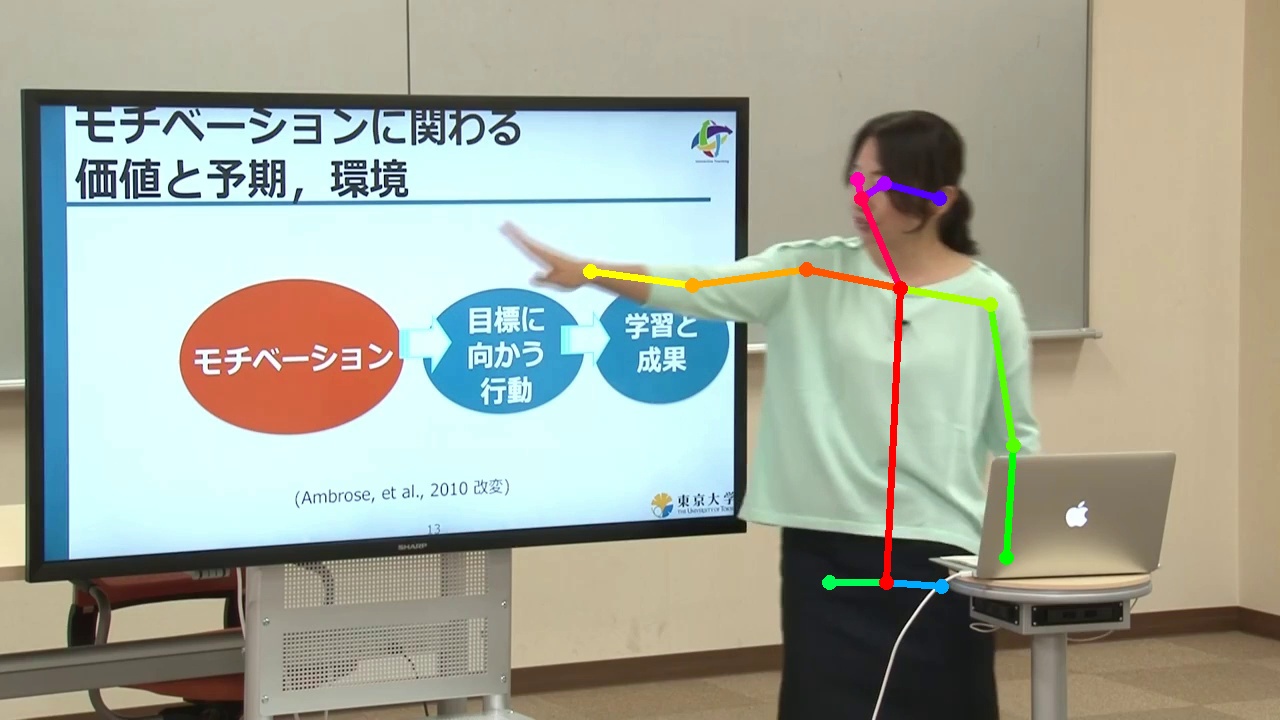 モチベーションに関わる
価値と予期，環境
モチベーション
目標に
向かう
行動
学習と
成果
(Ambrose, et al., 2010 改変)
13
東京大学
THE UNIVERSITY OF TOKYO
SHARP